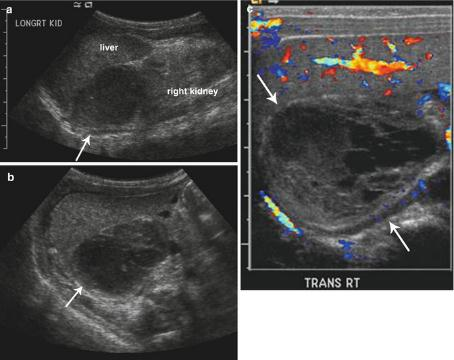 a
LONGRT KID
liver
right kidney
b
c
TRANS RT